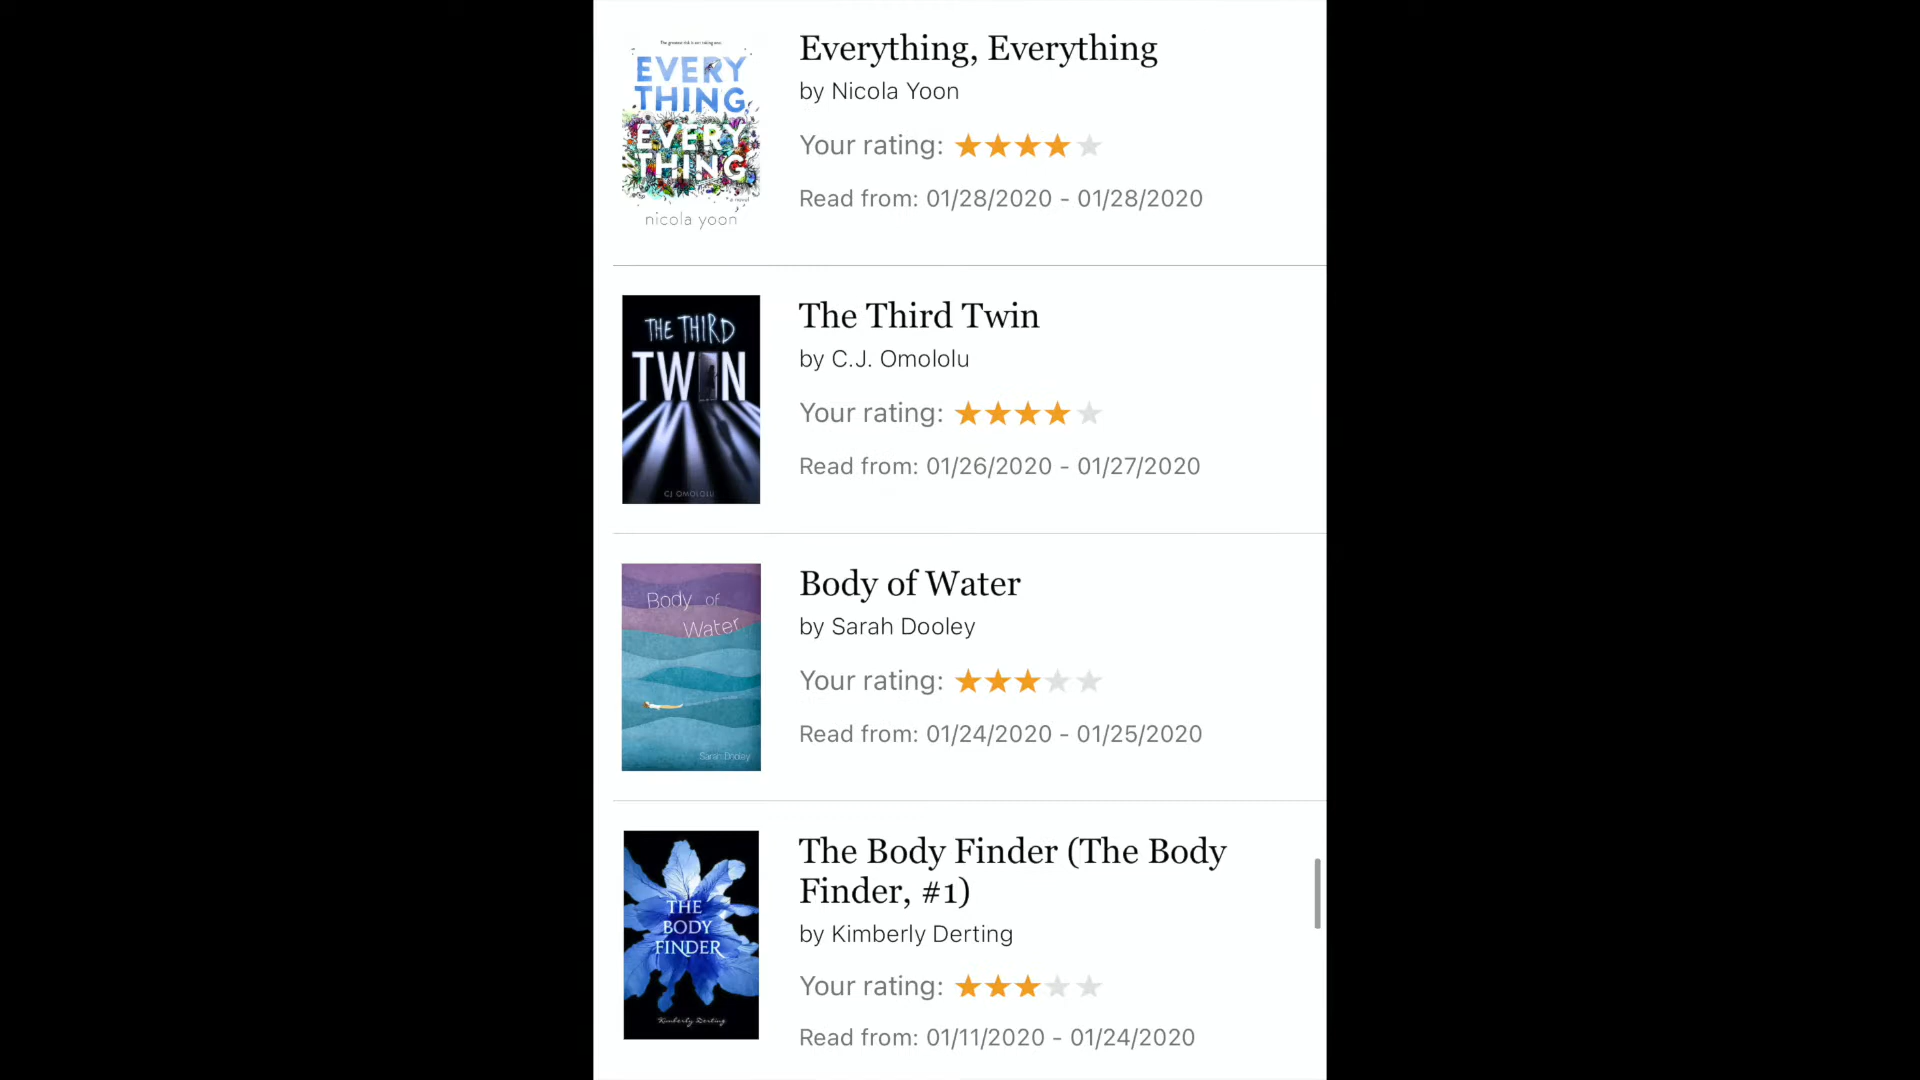 The greatest risk is not taking one.
EVERY
THING,
EVERY
THING
a novel
nicola yoon
Everything, Everything
by Nicola Yoon
Your rating:
Read from: 01/28/2020 - 01/28/2020
THE THIRD
TWIN
CJ OMOLOLU
The Third Twin
by C.J. Omololu
Your rating:
Read from: 01/26/2020 - 01/27/2020
Body of
Water
Sarah Dooley
Body of Water
by Sarah Dooley
Your rating:
Read from: 01/24/2020 - 01/25/2020
THE
BODY
FINDER
Kimberly Derting
The Body Finder (The Body
Finder, #1)
by Kimberly Derting
Your rating:
Read from: 01/11/2020 - 01/24/2020